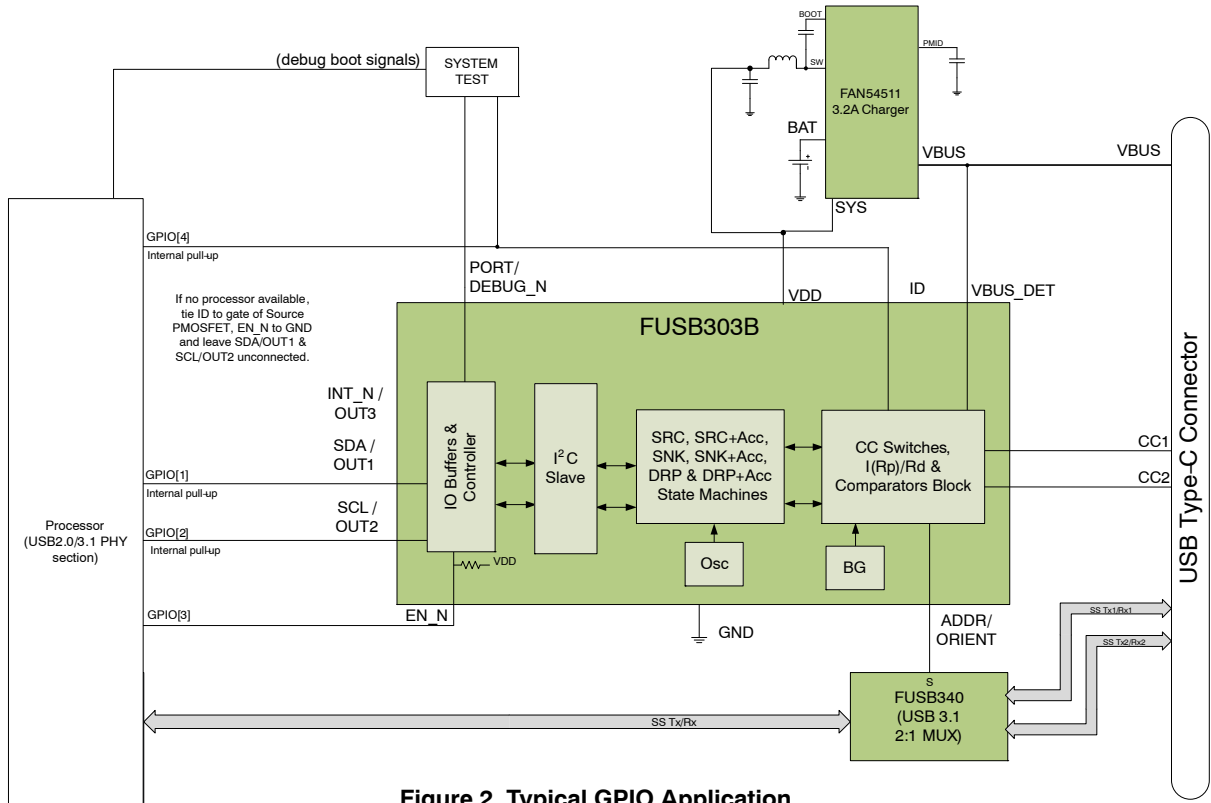 BOOT
PMID
(debug boot signals)
SYSTEM
TEST
SW
FAN54511
3.2A Charger
BAT
+
-
VBUS
VBUS
SYS
GPIO[4]
Internal pull-up
PORT/
DEBUG_N
VDD
ID
VBUS_DET
If no processor available,
tie ID to gate of Source
PMOSFET, EN_N to GND
and leave SDA/OUT1 &
SCL/OUT2 unconnected.
FUSB303B
INT_N /
OUT3
SDA /
OUT1
GPIO[1]
Internal pull-up
SCL /
OUT2
GPIO[2]
Internal pull-up
IO Buffers &
Controller
I2C
Slave
SRC, SRC+Acc,
SNK, SNK+Acc,
DRP & DRP+Acc
State Machines
CC Switches,
I(Rp)/Rd &
Comparators Block
CC1
CC2
USB Type-C Connector
Processor
(USB2.0/3.1 PHY
section)
VDD
Osc
BG
GPIO[3]
EN_N
GND
ADDR/
ORIENT
SS Tx1/Rx1
SS Tx2/Rx2
S
FUSB340
(USB 3.1
2:1 MUX)
SS Tx/Rx
Figure 2. Typical GPIO Application